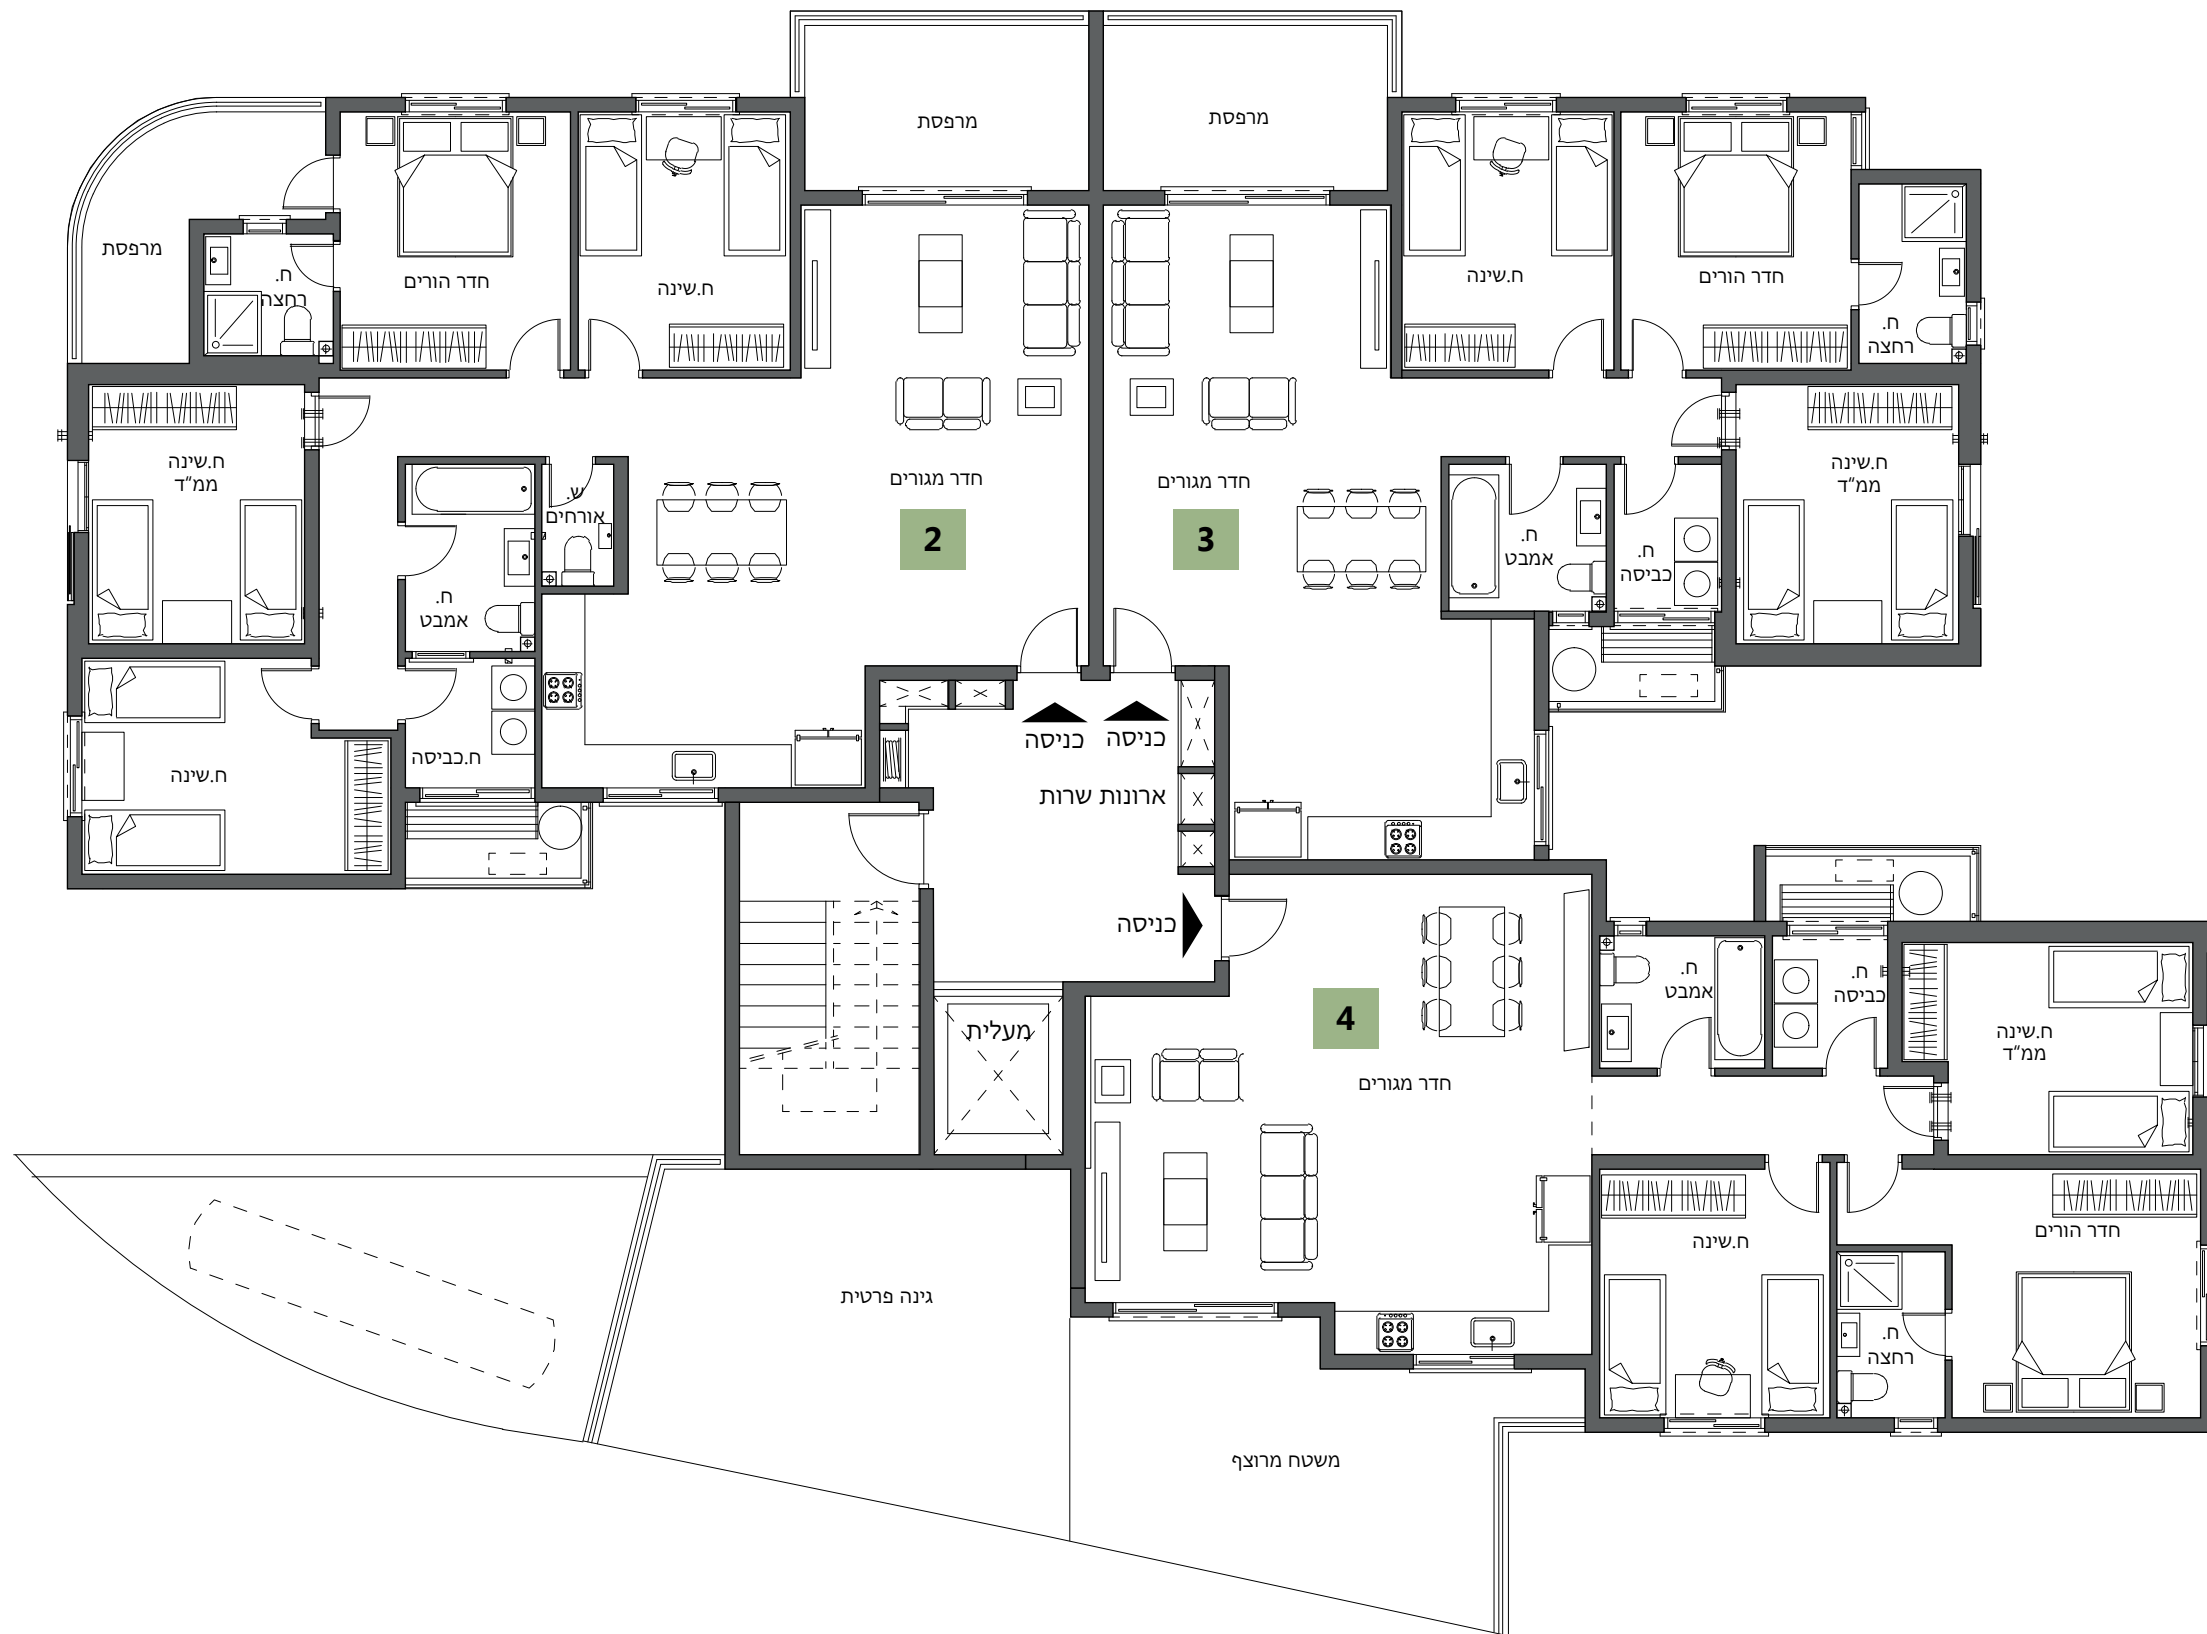 מרפסת
מרפסת
מרפסת
ח.
רחצה
חדר הורים
ח.שינה
ח.שינה
חדר הורים
ח.
רחצה
ח.שינה
ממ"ד
חדר מגורים
חדר מגורים
ח.שינה
ממ"ד
ש.
אורחים
2
3
ח.
אמבט
ח.
כביסה
ח.
אמבט
כניסה
כניסה
ח.כביסה
ח.שינה
ארונות שרות
כניסה
ח.
אמבט
ח.
כביסה
4
מעלית
ח.שינה
ממ"ד
חדר מגורים
ח.שינה
חדר הורים
גינה פרטית
ח.
רחצה
משטח מרוצף